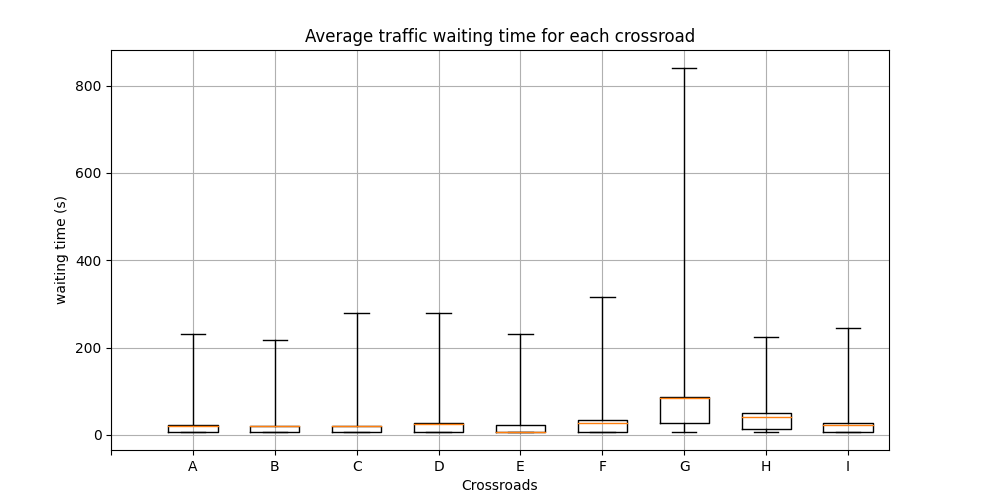 Average traffic waiting time for each crossroad
waiting time (s)
800
600
400
200
0
A B C D E F G H I
Crossroads